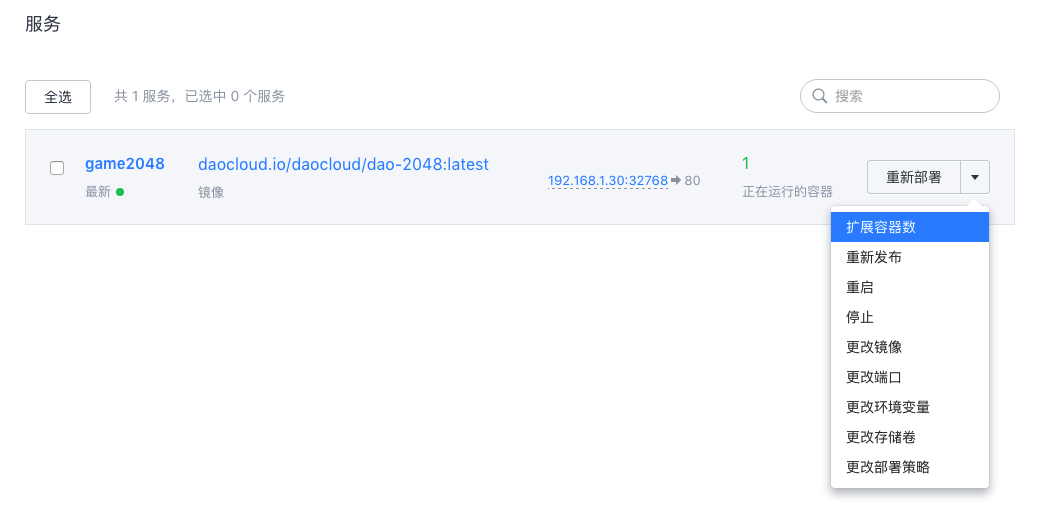 服务
全选
共 1 服务，已选中 0 个服务
搜索
game2048
最新
daocloud.io/daocloud/dao-2048:latest
镜像
192.168.1.30:32768 80
1
正在运行的容器
重新部署
扩展容器数
重新发布
重启
停止
更改镜像
更改端口
更改环境变量
更改存储卷
更改部署策略